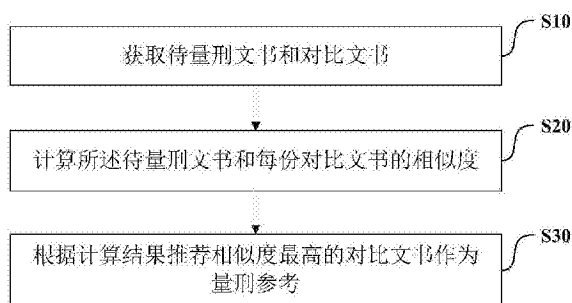 S10
获取待量刑文书和对比文书
S20
计算所述待量刑文书和每份对比文书的相似度
S30
根据计算结果推荐相似度最高的对比文书作为
量刑参考